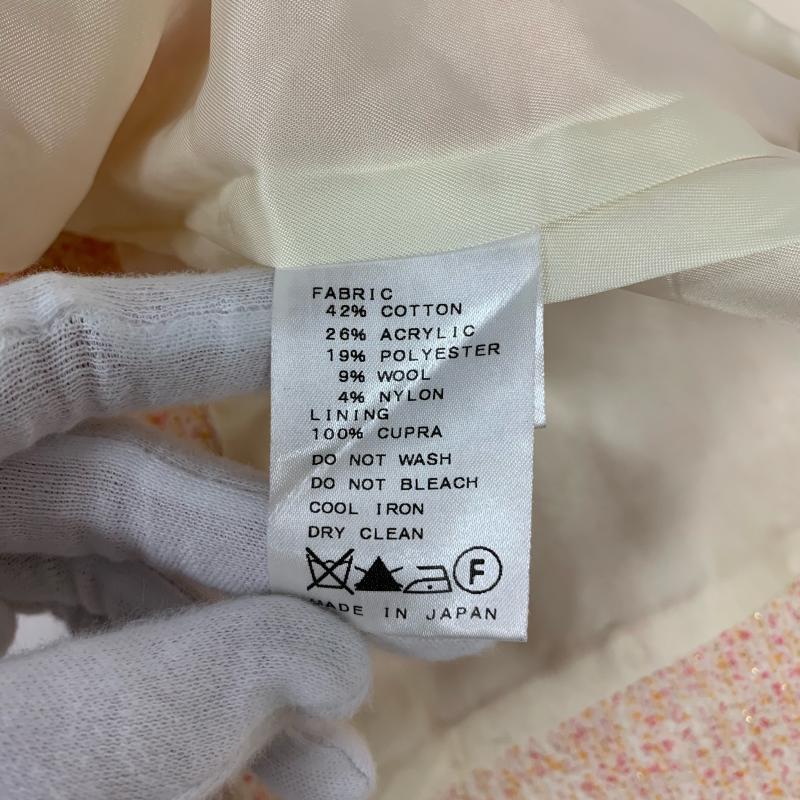 FABRIC
42% COTTON
26% ACRYLIC
19% POLYESTER
9% WOOL
4% NYLON
LINING
100% CUPRA
DO NOT WASH
DO NOT BLEACH
COOL IRON
DRY CLEAN
F
MADE IN JAPAN